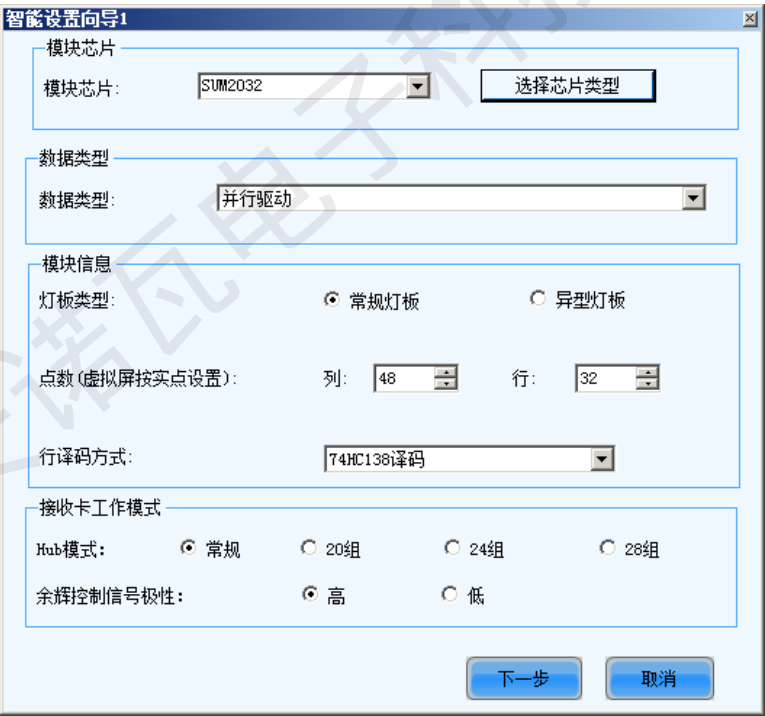 智能设置向导1
模块芯片
模块芯片: SUM2032 选择芯片类型
数据类型
数据类型: 并行驱动
模块信息
灯板类型: 常规灯板 异型灯板
点数(虚拟屏按实点设置): 列: 48 行: 32
行译码方式: 74HC138译码
接收卡工作模式
Hub模式: 常规 20组 24组 28组
余辉控制信号极性: 高 低
下一步 取消
诺瓦电子科